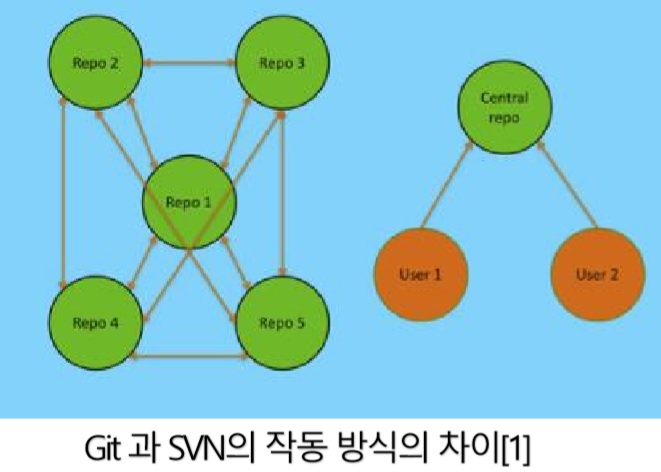 Repo 2
Repo 3
Central
repo
Repo 1
User 1
User 2
Repo 4
Repo 5
Git 과 SVN의 작동 방식의 차이[1]